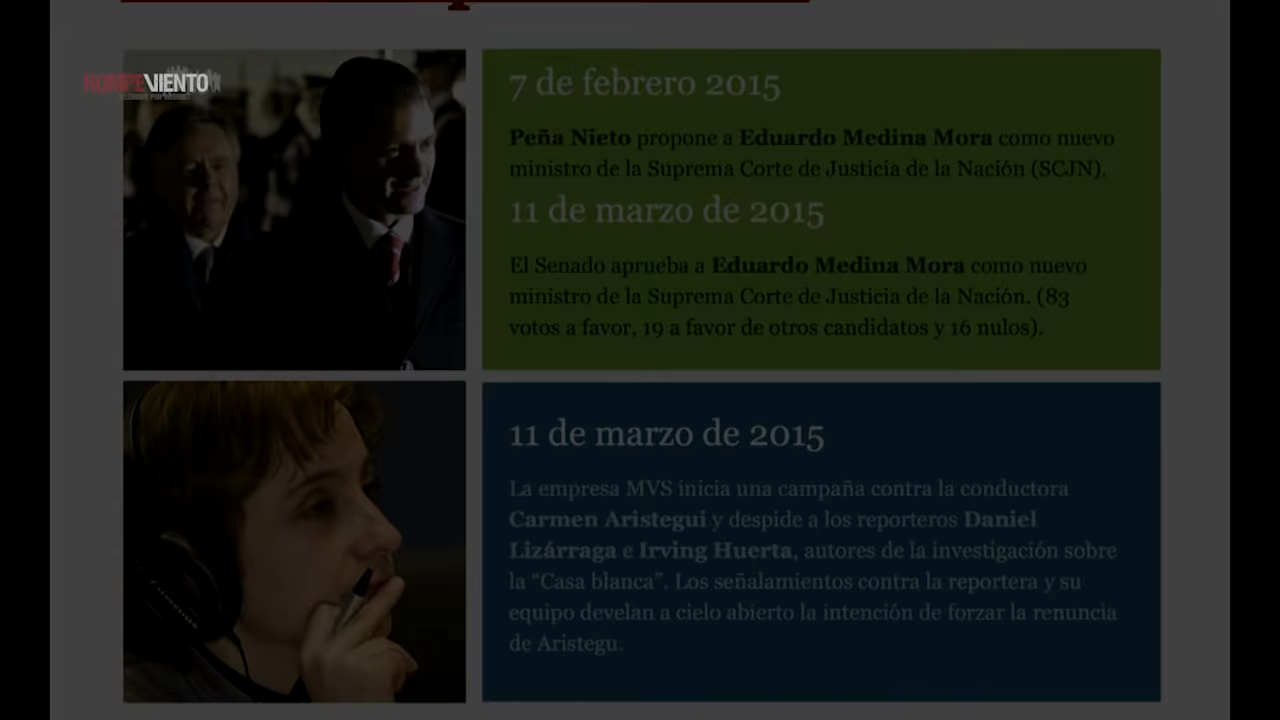 ROMPEVIENTO
7 de febrero 2015
Peña Nieto propone a Eduardo Medina Mora como nuevo
ministro de la Suprema Corte de Justicia de la Nación (SCJN).
11 de marzo de 2015
El Senado aprueba a Eduardo Medina Mora como nuevo
ministro de la Suprema Corte de Justicia de la Nación. (83
votos a favor, 19 a favor de otros candidatos y 16 nulos).
11 de marzo de 2015
La empresa MVS inicia una campaña contra la conductora
Carmen Aristegui y despide a los reporteros Daniel
Lizárraga e Irving Huerta, autores de la investigación sobre
la “Casa blanca”. Los señalamientos contra la reportera y su
equipo develan a cielo abierto la intención de forzar la renuncia
de Aristegu.